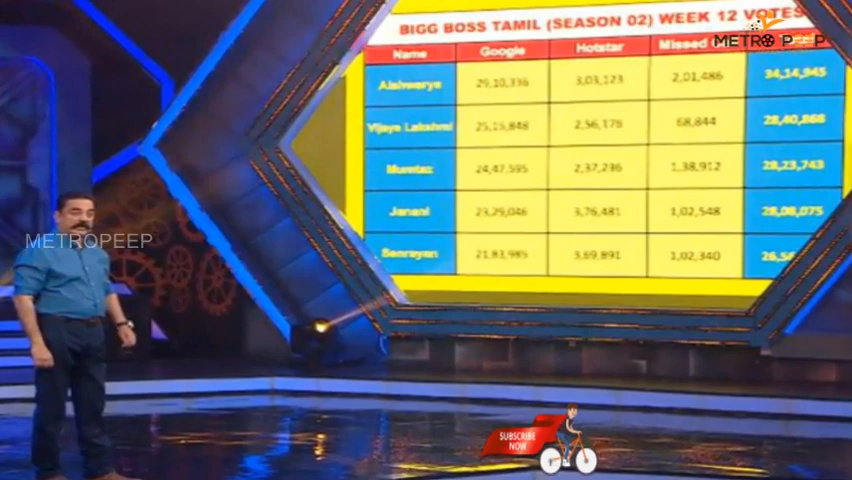 BIGG BOSS TAMIL (SEASON 02) WEEK 12 VOTES
METRO PEEP
Name Google Hotstar Missed
Aishwarya 29,10,336 3,03,123 2,01,486 34,14,945
Vijaya Lakshmi 25,15,848 2,56,176 68,844 28,40,868
Mumtaz 24,47,595 2,37,236 1,38,912 28,23,743
Janani 23,29,046 3,76,481 1,02,548 28,08,075
Senrayan 21,83,985 3,69,891 1,02,340
METROPEEP
SUBSCRIBE
NOW